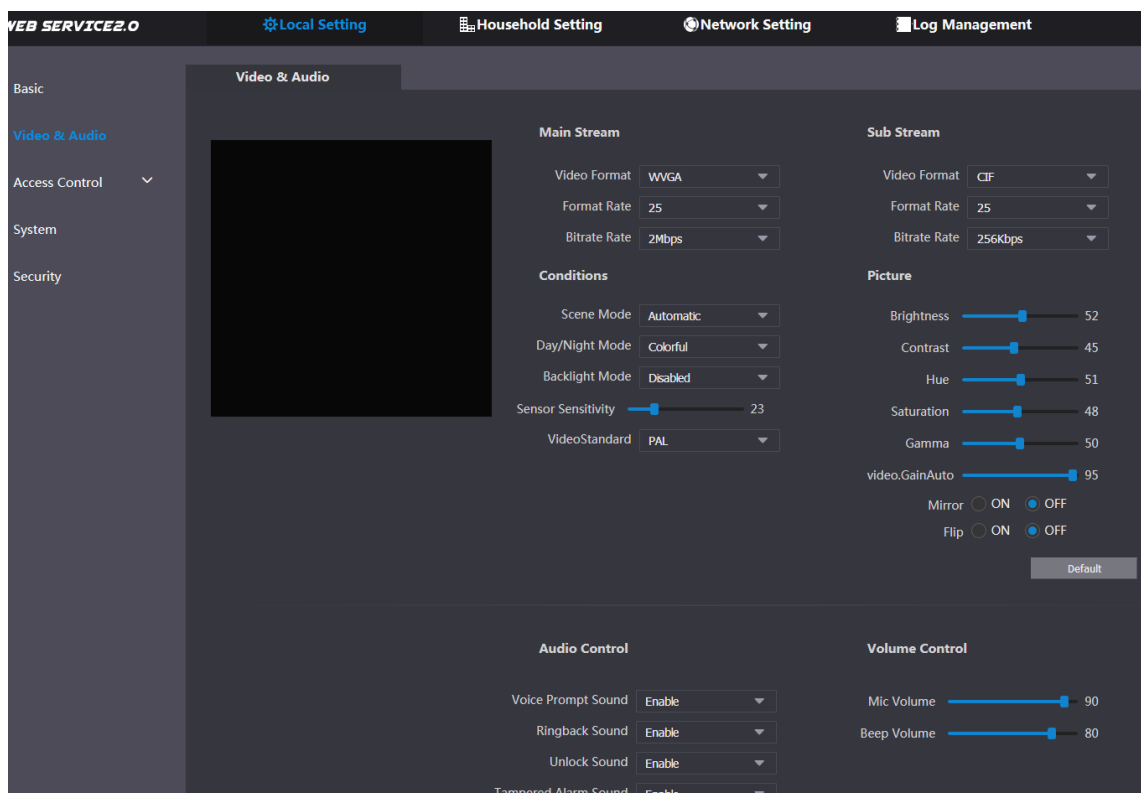 WEB SERVICE2.0 Local Setting Household Setting Network Setting Log Management
Basic
Video & Audio
Access Control
System
Security
Video & Audio
Main Stream
Video Format WVGA
Format Rate 25
Bitrate Rate 2Mbps
Conditions
Scene Mode Automatic
Day/Night Mode Colorful
Backlight Mode Disabled
Sensor Sensitivity 23
VideoStandard PAL
Sub Stream
Video Format CIF
Format Rate 25
Bitrate Rate 256Kbps
Picture
Brightness 52
Contrast 45
Hue 51
Saturation 48
Gamma 50
video.GainAuto 95
Mirror ON OFF
Flip ON OFF
Default
Audio Control
Voice Prompt Sound Enable
Ringback Sound Enable
Unlock Sound Enable
Tampered Alarm Sound Enable
Volume Control
Mic Volume 90
Beep Volume 80